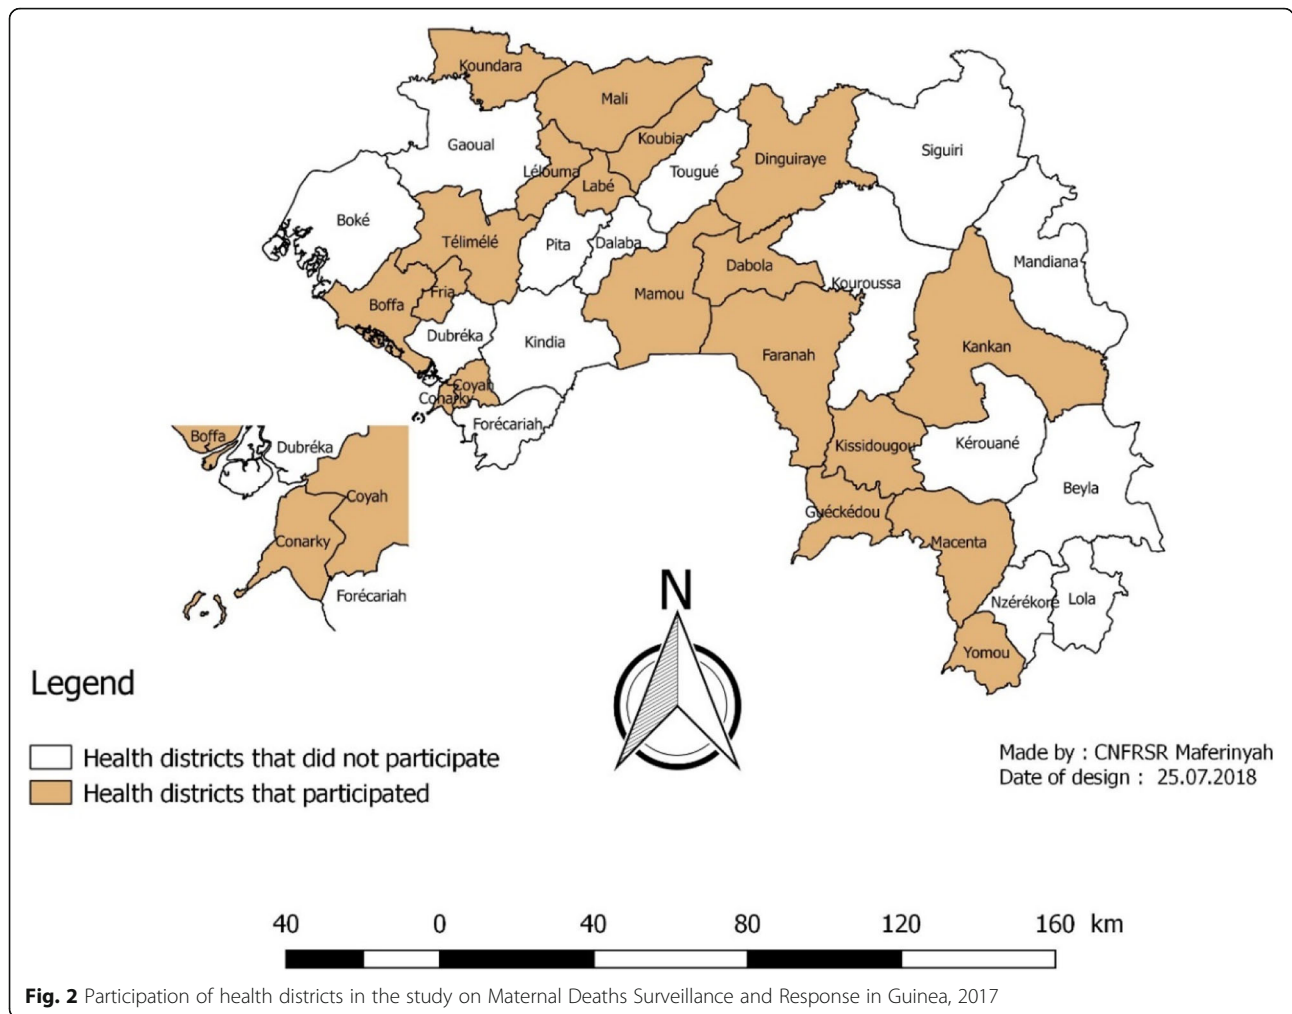 Koundara
Mali
Koubia
Gaoual
Lélouma
Labé
Tougué
Dinguiraye
Siguiri
Boké
Télimélé
Pita
Dalaba
Mandiana
Dabola
Kouroussa
Mamou
Boffa
Fria
Dubréka
Kindia
Faranah
Kankan
Coyah
Conarky
Forécariah
Kissidougou
Kérouané
Beyla
Guéckédou
Macenta
Nzérékoré
Lola
Yomou
Boffa
Dubréka
Coyah
Conarky
Forécariah
N
Legend
Health districts that did not participate
Health districts that participated
Made by : CNFRSR Maferinyah
Date of design : 25.07.2018
40 0 40 80 120 160 km
Fig. 2 Participation of health districts in the study on Maternal Deaths Surveillance and Response in Guinea, 2017